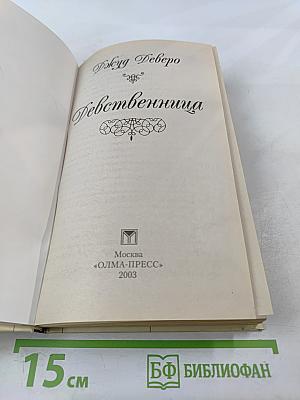 Джуд Деверо
Девственница
Москва
«ОЛМА-ПРЕСС»
2003
15 см
БФ БИБЛИОФАН